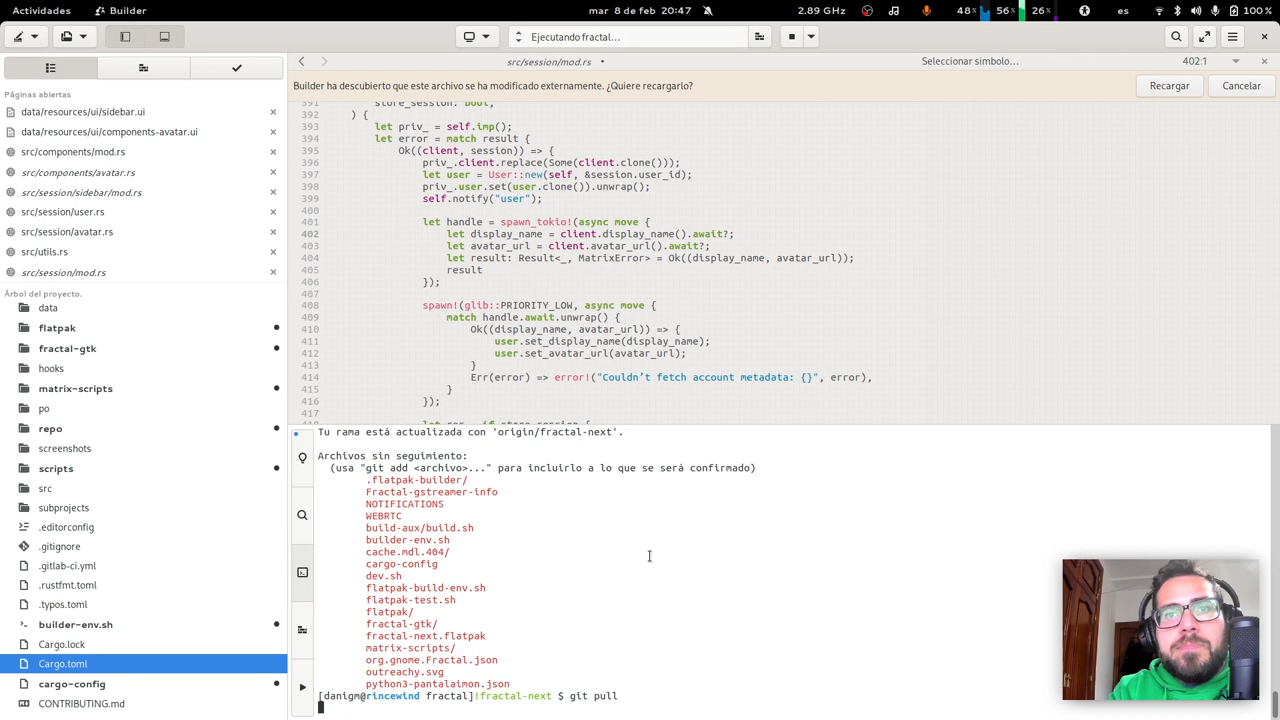 Actividades Builder mar 8 de feb 20:47 2.89 GHz 48% 56% 26% es 100 %
Ejecutando fractal…
src/session/mod.rs • Seleccionar símbolo… 402:1
Páginas abiertas
data/resources/ui/sidebar.ui
data/resources/ui/components-avatar.ui
src/components/mod.rs
src/components/avatar.rs
src/session/sidebar/mod.rs
src/session/user.rs
src/session/avatar.rs
src/utils.rs
src/session/mod.rs
Árbol del proyecto.
data
flatpak
fractal-gtk
hooks
matrix-scripts
po
repo
screenshots
scripts
src
subprojects
.editorconfig
.gitignore
.gitlab-ci.yml
.rustfmt.toml
.typos.toml
builder-env.sh
Cargo.lock
Cargo.toml
cargo-config
CONTRIBUTING.md
Builder ha descubierto que este archivo se ha modificado externamente. ¿Quiere recargarlo? Recargar Cancelar
391 store_session: bool,
392 ) {
393 let priv_ = self.imp();
394 let error = match result {
395 Ok((client, session)) => {
396 priv_.client.replace(Some(client.clone()));
397 let user = User::new(self, &session.user_id);
398 priv_.user.set(user.clone()).unwrap();
399 self.notify("user");
400
401 let handle = spawn_tokio!(async move {
402 let display_name = client.display_name().await?;
403 let avatar_url = client.avatar_url().await?;
404 let result: Result<_, MatrixError> = Ok((display_name, avatar_url));
405 result
406 });
407
408 spawn!(glib::PRIORITY_LOW, async move {
409 match handle.await.unwrap() {
410 Ok((display_name, avatar_url)) => {
411 user.set_display_name(display_name);
412 user.set_avatar_url(avatar_url);
413 }
414 Err(error) => error!("Couldn’t fetch account metadata: {}", error),
415 }
416 });
417
Tu rama está actualizada con 'origin/fractal-next'.
Archivos sin seguimiento:
(usa "git add <archivo>..." para incluirlo a lo que se será confirmado)
.flatpak-builder/
Fractal-gstreamer-info
NOTIFICATIONS
WEBRTC
build-aux/build.sh
builder-env.sh
cache.mdl.404/
cargo-config
dev.sh
flatpak-build-env.sh
flatpak-test.sh
flatpak/
fractal-gtk/
fractal-next.flatpak
matrix-scripts/
org.gnome.Fractal.json
outreachy.svg
python3-pantalaimon.json
[danigm@rincewind fractal]!fractal-next $ git pull